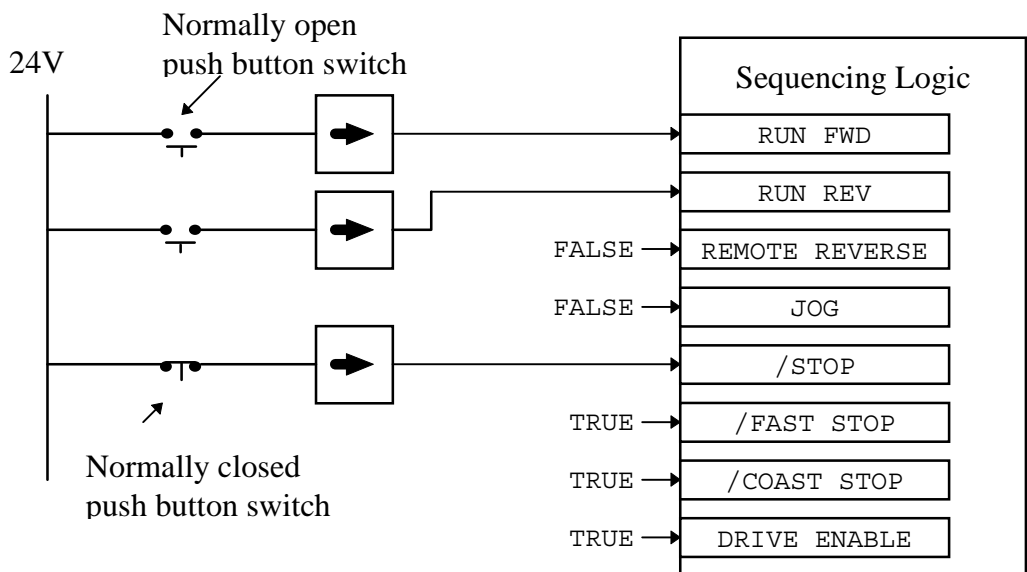 Normally open
push button switch
24V
Sequencing Logic
RUN FWD
RUN REV
FALSE
REMOTE REVERSE
FALSE
JOG
/STOP
TRUE
/FAST STOP
Normally closed
push button switch
TRUE
/COAST STOP
TRUE
DRIVE ENABLE